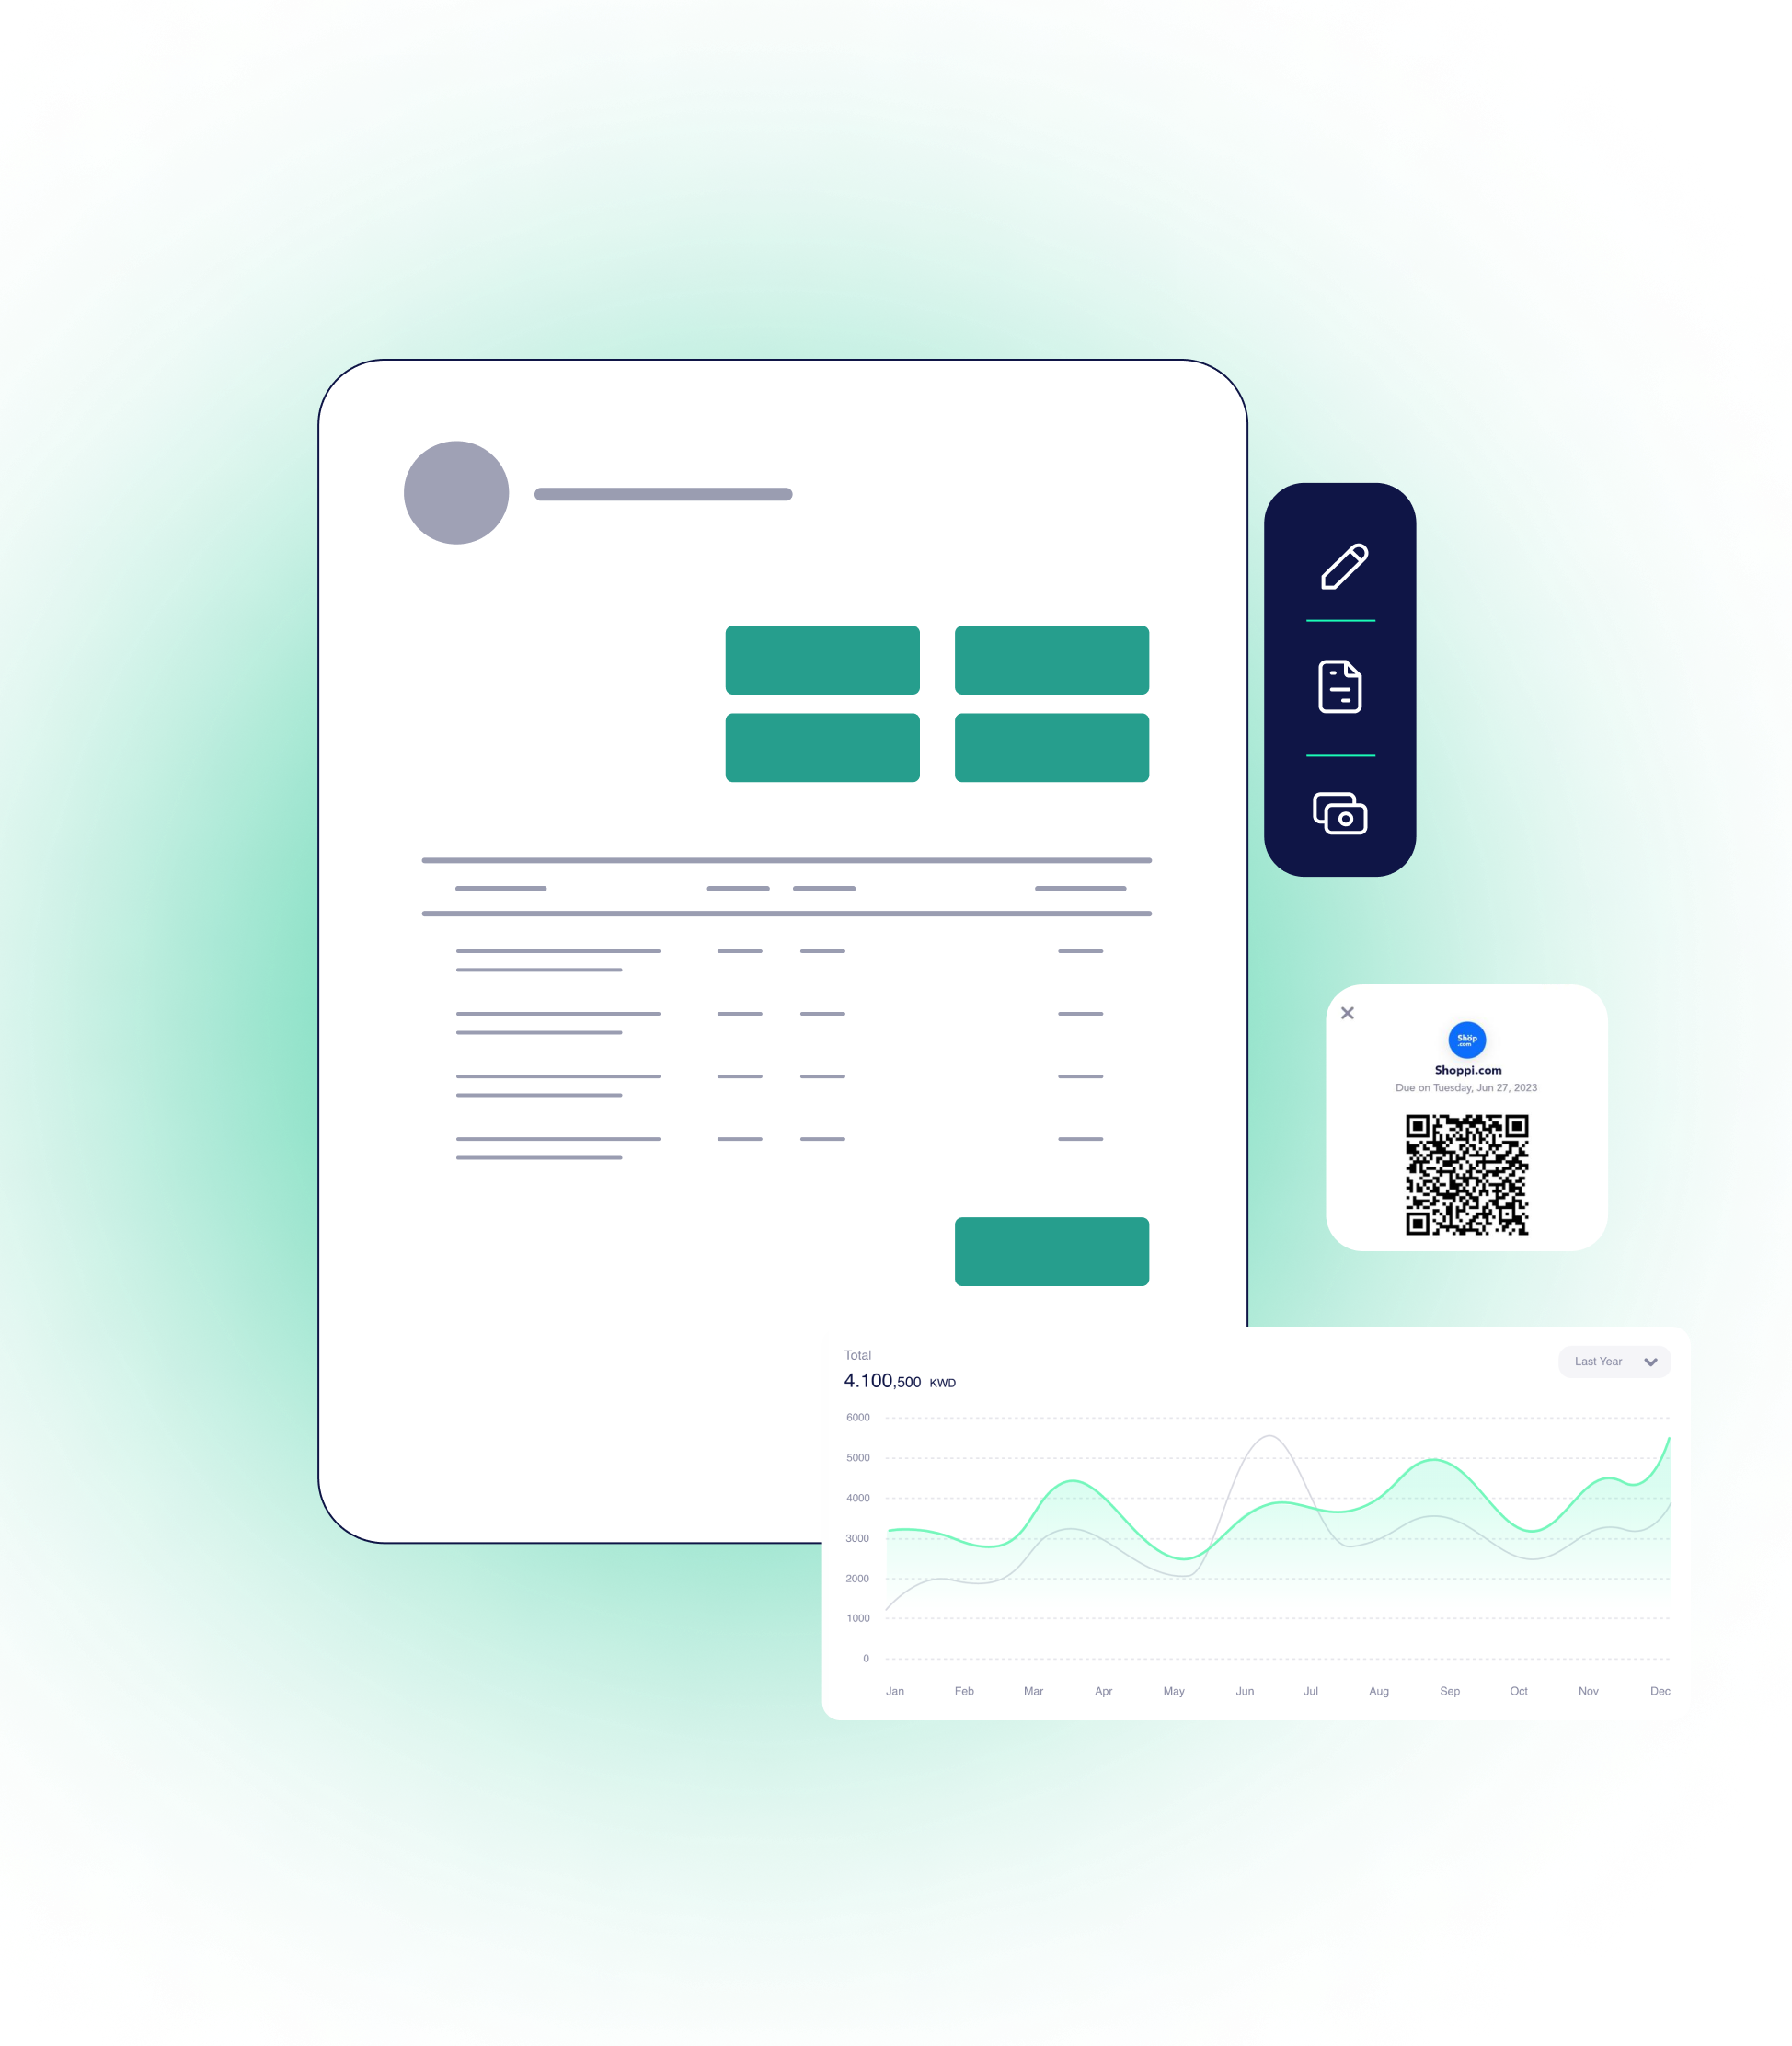 Shöp
.com
Shoppi.com
Due on Tuesday, Jun 27, 2023
Total
Last Year
4.100,500 KWD
6000
5000
4000
3000
2000
1000
0
Jan Feb Mar Apr May Jun Jul Aug Sep Oct Nov Dec